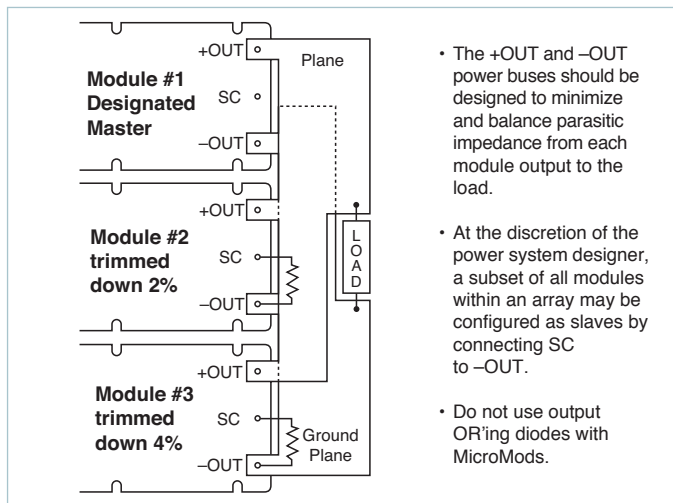 +OUT
Plane
Module #1
Designated
Master
SC
–OUT
+OUT
Module #2
trimmed
down 2%
SC
–OUT
LOAD
+OUT
Module #3
trimmed
down 4%
SC
Ground
Plane
–OUT
• The +OUT and –OUT
power buses should be
designed to minimize
and balance parasitic
impedance from each
module output to the
load.
• At the discretion of the
power system designer,
a subset of all modules
within an array may be
configured as slaves by
connecting SC
to –OUT.
• Do not use output
OR'ing diodes with
MicroMods.